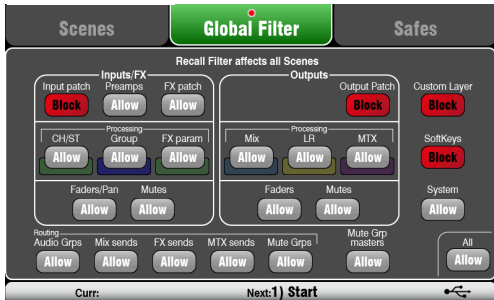 Scenes Global Filter Safes
Recall Filter affects all Scenes
Inputs/FX Outputs
Input patch Preamps FX patch Output Patch Custom Layer
Block Allow Allow Block Block
Processing Processing
CH/ST Group FX param Mix LR MTX SoftKeys
Allow Allow Allow Allow Allow Allow Block
Faders/Pan Mutes Faders Mutes System
Allow Allow Allow Allow Allow
Routing
Audio Grps Mix sends FX sends MTX sends Mute Grps Mute Grp masters All
Allow Allow Allow Allow Allow Allow Allow
Curr: Next:1) Start